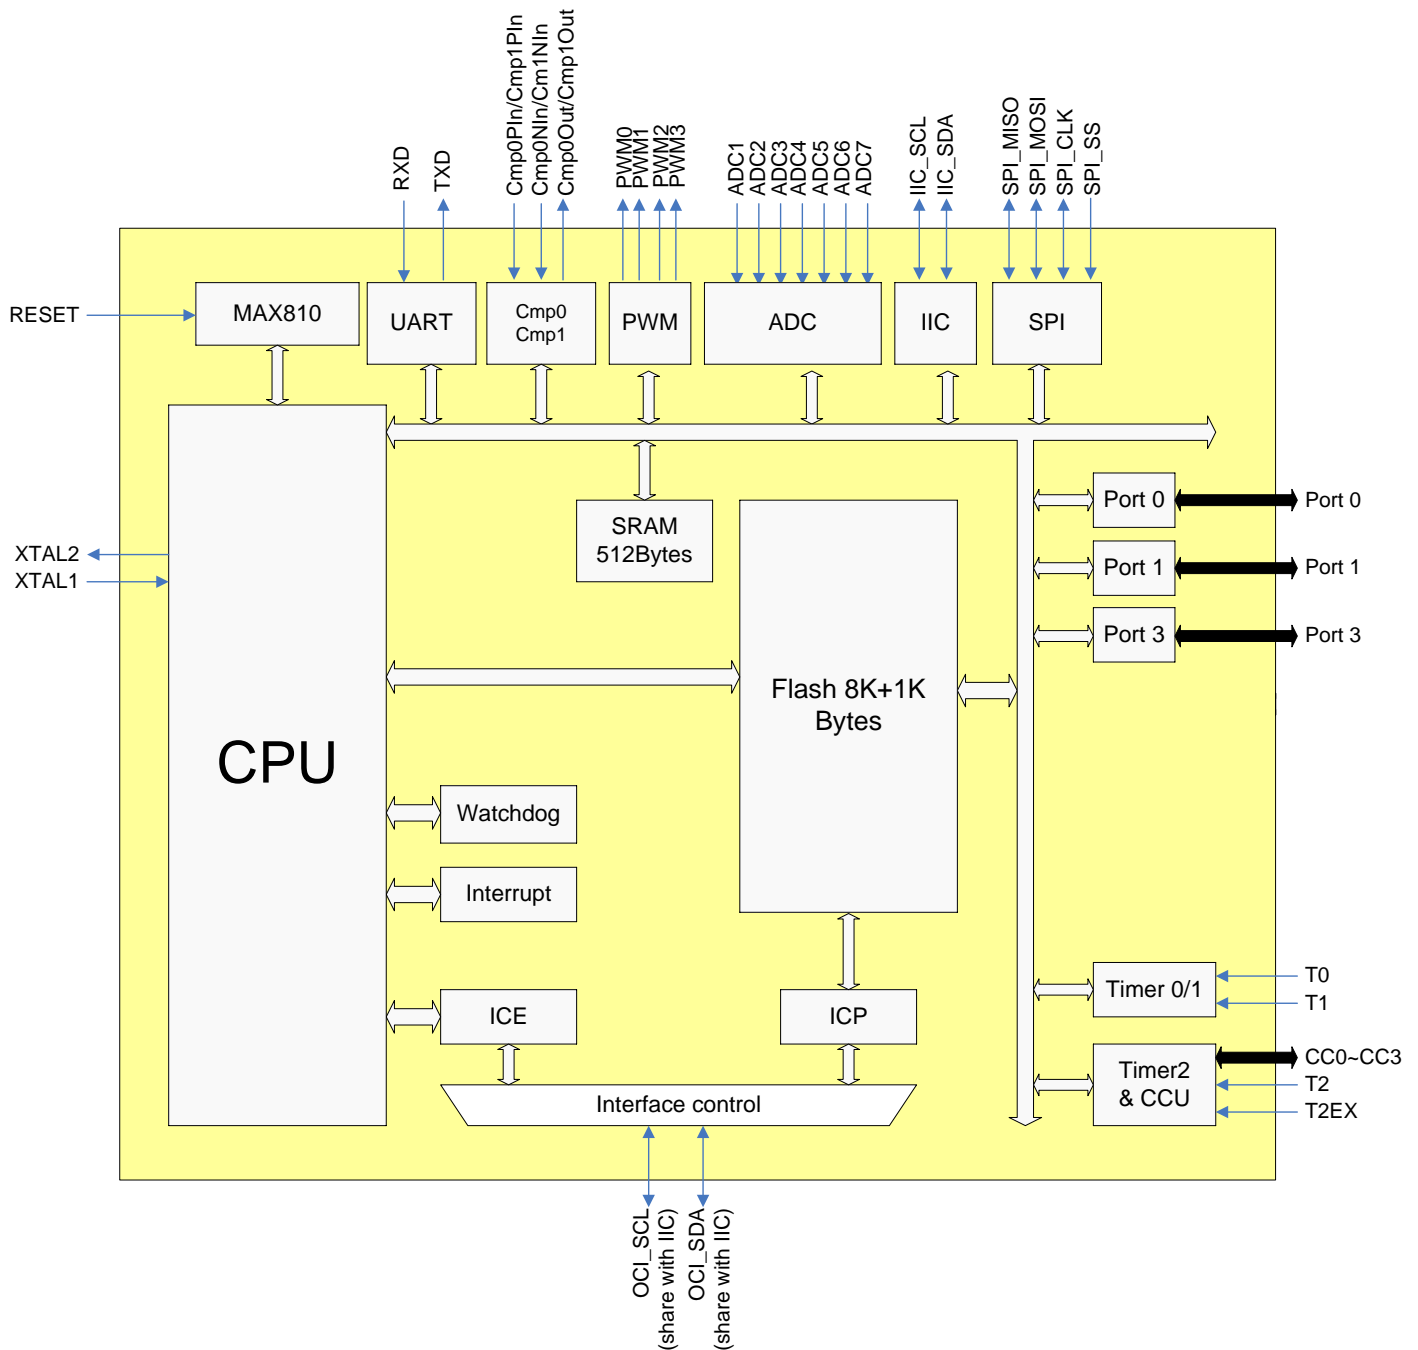 Cmp0PIn/Cmp1PIn
Cmp0NIn/Cm1NIn
Cmp0Out/Cmp1Out
RXD
TXD
PWM0
PWM1
PWM2
PWM3
ADC1
ADC2
ADC3
ADC4
ADC5
ADC6
ADC7
IIC_SCL
IIC_SDA
SPI_MISO
SPI_MOSI
SPI_CLK
SPI_SS
RESET
MAX810
UART
Cmp0
Cmp1
PWM
ADC
IIC
SPI
SRAM
512Bytes
Port 0
Port 0
XTAL2
XTAL1
Port 1
Port 1
Port 3
Port 3
Flash 8K+1K
Bytes
CPU
Watchdog
Interrupt
ICE
ICP
Timer 0/1
T0
T1
Timer2
& CCU
CC0~CC3
T2
T2EX
Interface control
OCI_SCL
(share with IIC)
OCI_SDA
(share with IIC)